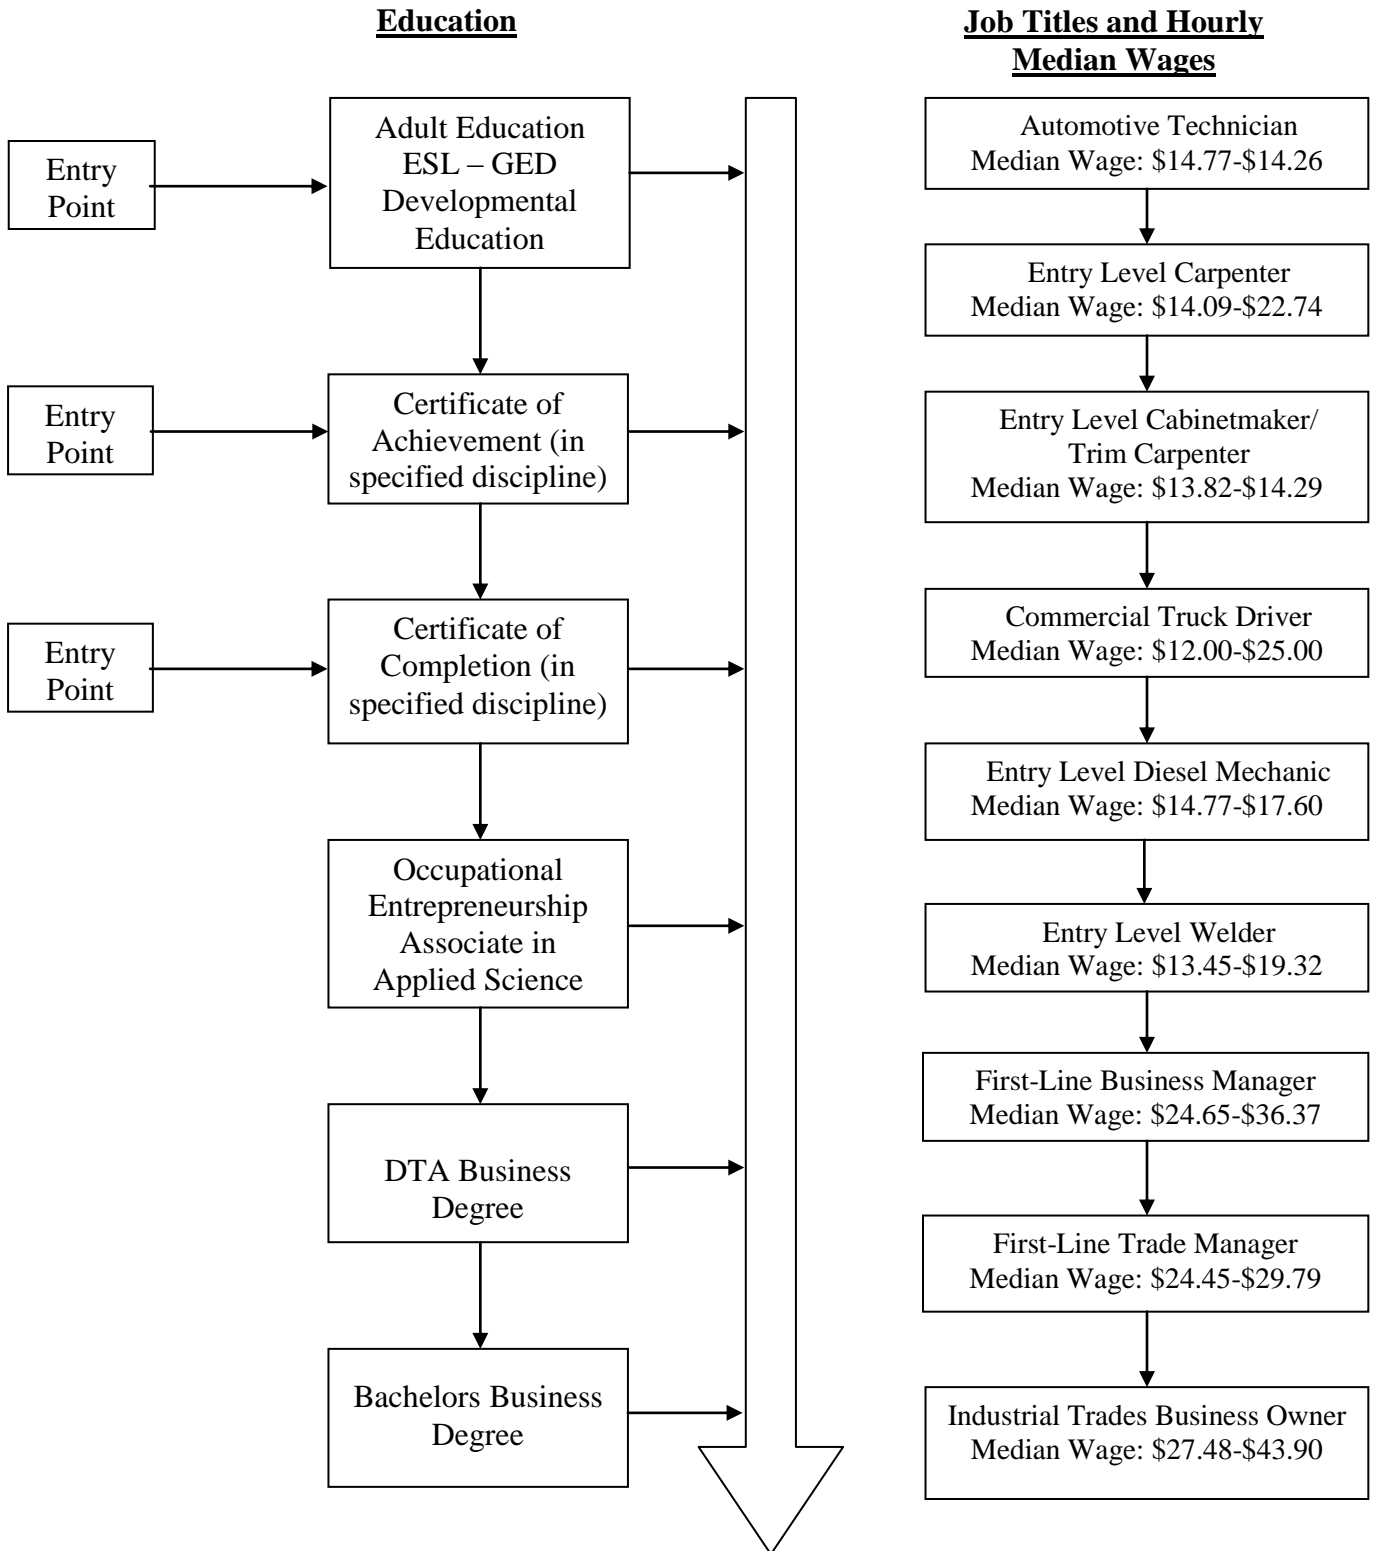 Education
Job Titles and Hourly
Median Wages
Entry
Point
Adult Education
ESL – GED
Developmental
Education
Entry
Point
Certificate of
Achievement (in
specified discipline)
Entry
Point
Certificate of
Completion (in
specified discipline)
Occupational
Entrepreneurship
Associate in
Applied Science
DTA Business
Degree
Bachelors Business
Degree
Automotive Technician
Median Wage: $14.77-$14.26
Entry Level Carpenter
Median Wage: $14.09-$22.74
Entry Level Cabinetmaker/
Trim Carpenter
Median Wage: $13.82-$14.29
Commercial Truck Driver
Median Wage: $12.00-$25.00
Entry Level Diesel Mechanic
Median Wage: $14.77-$17.60
Entry Level Welder
Median Wage: $13.45-$19.32
First-Line Business Manager
Median Wage: $24.65-$36.37
First-Line Trade Manager
Median Wage: $24.45-$29.79
Industrial Trades Business Owner
Median Wage: $27.48-$43.90